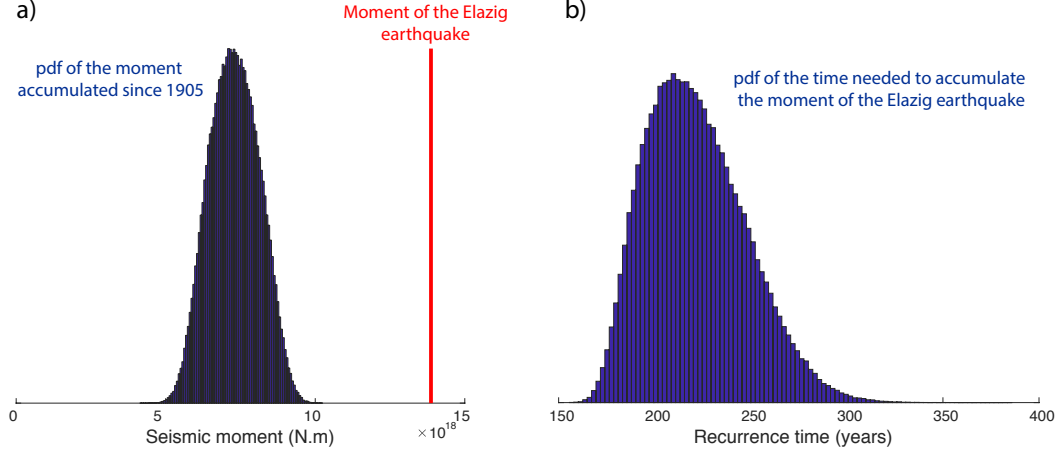 a)
Moment of the Elazig
earthquake
pdf of the moment
accumulated since 1905
0
5
10
15
Seismic moment (N.m)
× 10¹⁸
b)
pdf of the time needed to accumulate
the moment of the Elazig earthquake
150
200
250
300
350
400
Recurrence time (years)